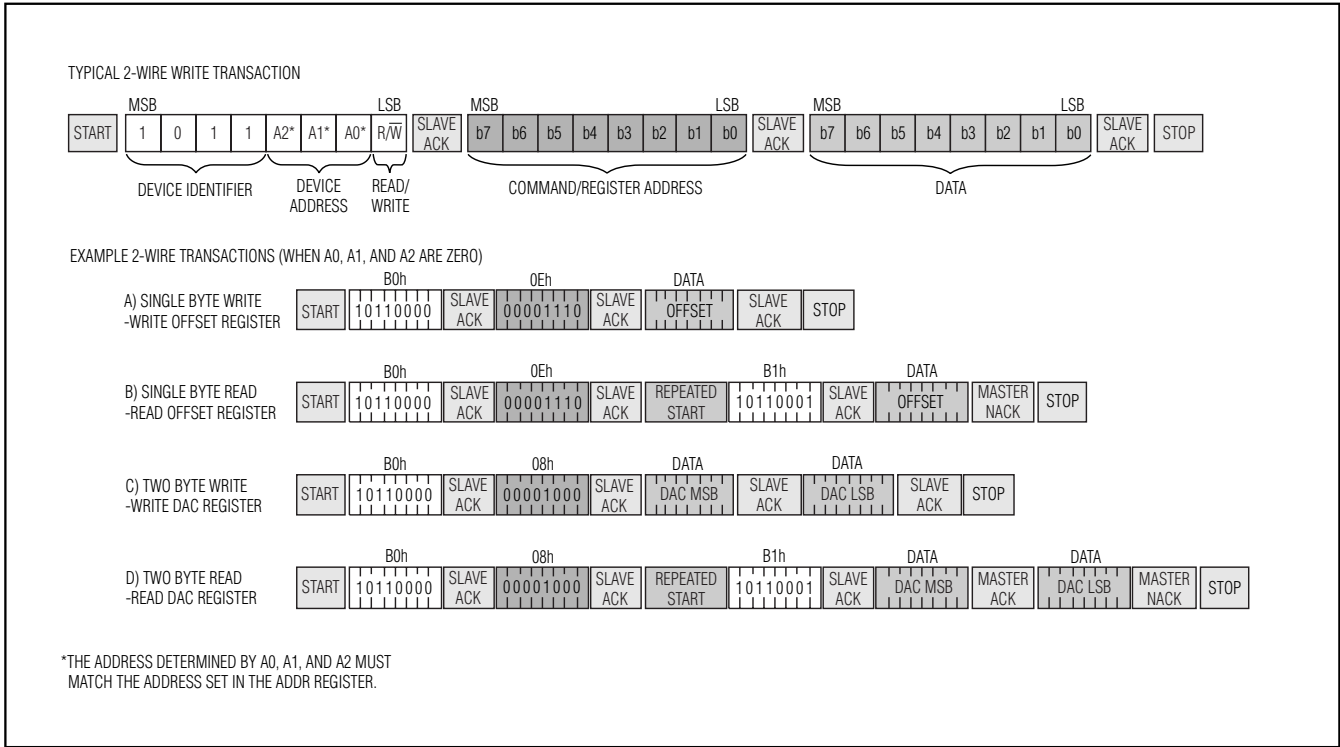 TYPICAL 2-WIRE WRITE TRANSACTION
MSB LSB MSB LSB MSB LSB
START 1 0 1 1 A2* A1* A0* R/W̅ SLAVE ACK b7 b6 b5 b4 b3 b2 b1 b0 SLAVE ACK b7 b6 b5 b4 b3 b2 b1 b0 SLAVE ACK STOP
DEVICE IDENTIFIER DEVICE ADDRESS READ/WRITE COMMAND/REGISTER ADDRESS DATA
EXAMPLE 2-WIRE TRANSACTIONS (WHEN A0, A1, AND A2 ARE ZERO)
B0h 0Eh DATA
A) SINGLE BYTE WRITE
-WRITE OFFSET REGISTER
START 10110000 SLAVE ACK 00001110 SLAVE ACK OFFSET SLAVE ACK STOP
B0h 0Eh B1h DATA
B) SINGLE BYTE READ
-READ OFFSET REGISTER
START 10110000 SLAVE ACK 00001110 SLAVE ACK REPEATED START 10110001 SLAVE ACK OFFSET MASTER NACK STOP
B0h 08h DATA DATA
C) TWO BYTE WRITE
-WRITE DAC REGISTER
START 10110000 SLAVE ACK 00001000 SLAVE ACK DAC MSB SLAVE ACK DAC LSB SLAVE ACK STOP
B0h 08h B1h DATA DATA
D) TWO BYTE READ
-READ DAC REGISTER
START 10110000 SLAVE ACK 00001000 SLAVE ACK REPEATED START 10110001 SLAVE ACK DAC MSB MASTER ACK DAC LSB MASTER NACK STOP
*THE ADDRESS DETERMINED BY A0, A1, AND A2 MUST
MATCH THE ADDRESS SET IN THE ADDR REGISTER.